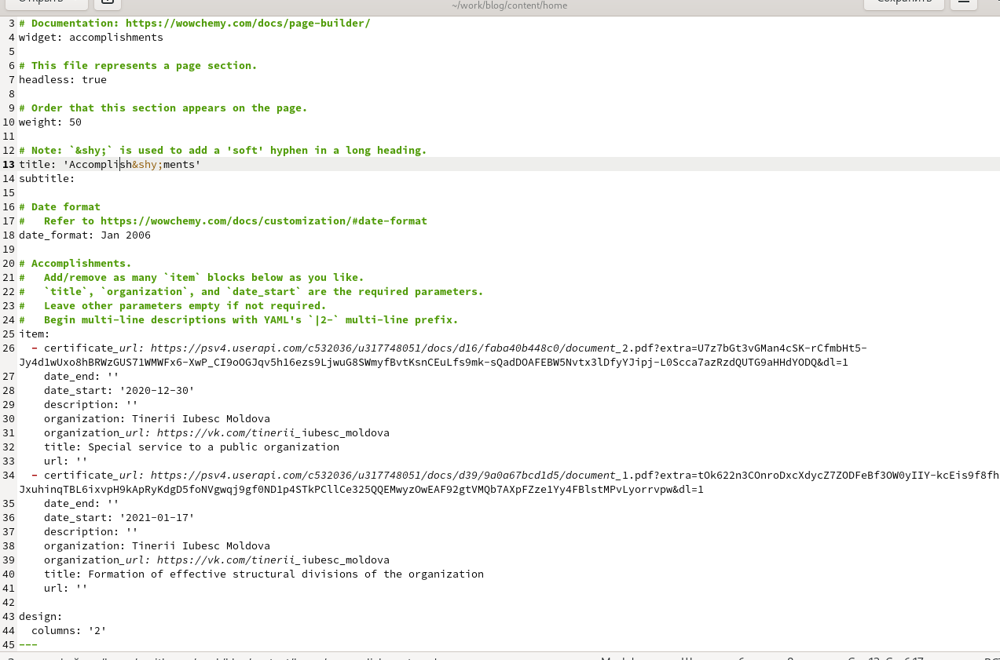 Открыть
~/work/blog/content/home
Сохранить
3 # Documentation: https://wowchemy.com/docs/page-builder/
4 widget: accomplishments
5
6 # This file represents a page section.
7 headless: true
8
9 # Order that this section appears on the page.
10 weight: 50
11
12 # Note: `&shy;` is used to add a 'soft' hyphen in a long heading.
13 title: 'Accomplish&shy;ments'
14 subtitle:
15
16 # Date format
17 #   Refer to https://wowchemy.com/docs/customization/#date-format
18 date_format: Jan 2006
19
20 # Accomplishments.
21 #   Add/remove as many `item` blocks below as you like.
22 #   `title`, `organization`, and `date_start` are the required parameters.
23 #   Leave other parameters empty if not required.
24 #   Begin multi-line descriptions with YAML's `|2-` multi-line prefix.
25 item:
26   - certificate_url: https://psv4.userapi.com/c532036/u317748051/docs/d16/faba40b448c0/document_2.pdf?extra=U7z7bGt3vGMan4cSK-rCfmbHt5-
Jy4d1wUxo8hBRWzGUS71WMWFx6-XwP_CI9oOGJqv5h16ezs9LjwuG8SWmyfBvtKsnCEuLfs9mk-sQadDOAFEBW5Nvtx3lDfyYJipj-L0Scca7azRzdQUTG9aHHdYODQ&dl=1
27     date_end: ''
28     date_start: '2020-12-30'
29     description: ''
30     organization: Tinerii Iubesc Moldova
31     organization_url: https://vk.com/tinerii_iubesc_moldova
32     title: Special service to a public organization
33     url: ''
34   - certificate_url: https://psv4.userapi.com/c532036/u317748051/docs/d39/9a0a67bcd1d5/document_1.pdf?extra=tOk622n3COnroDxcXdycZ7ZODFeBf3OW0yIIY-kcEis9f8fh
JxuhinqTBL6ixvpH9kApRyKdgD5foNVgwqj9gf0ND1p4STkPCllCe325QQEMwyzOwEAF92gtVMQb7AXpFZze1Yy4FBlstMPvLyorrvpw&dl=1
35     date_end: ''
36     date_start: '2021-01-17'
37     description: ''
38     organization: Tinerii Iubesc Moldova
39     organization_url: https://vk.com/tinerii_iubesc_moldova
40     title: Formation of effective structural divisions of the organization
41     url: ''
42
43 design:
44   columns: '2'
45 ---